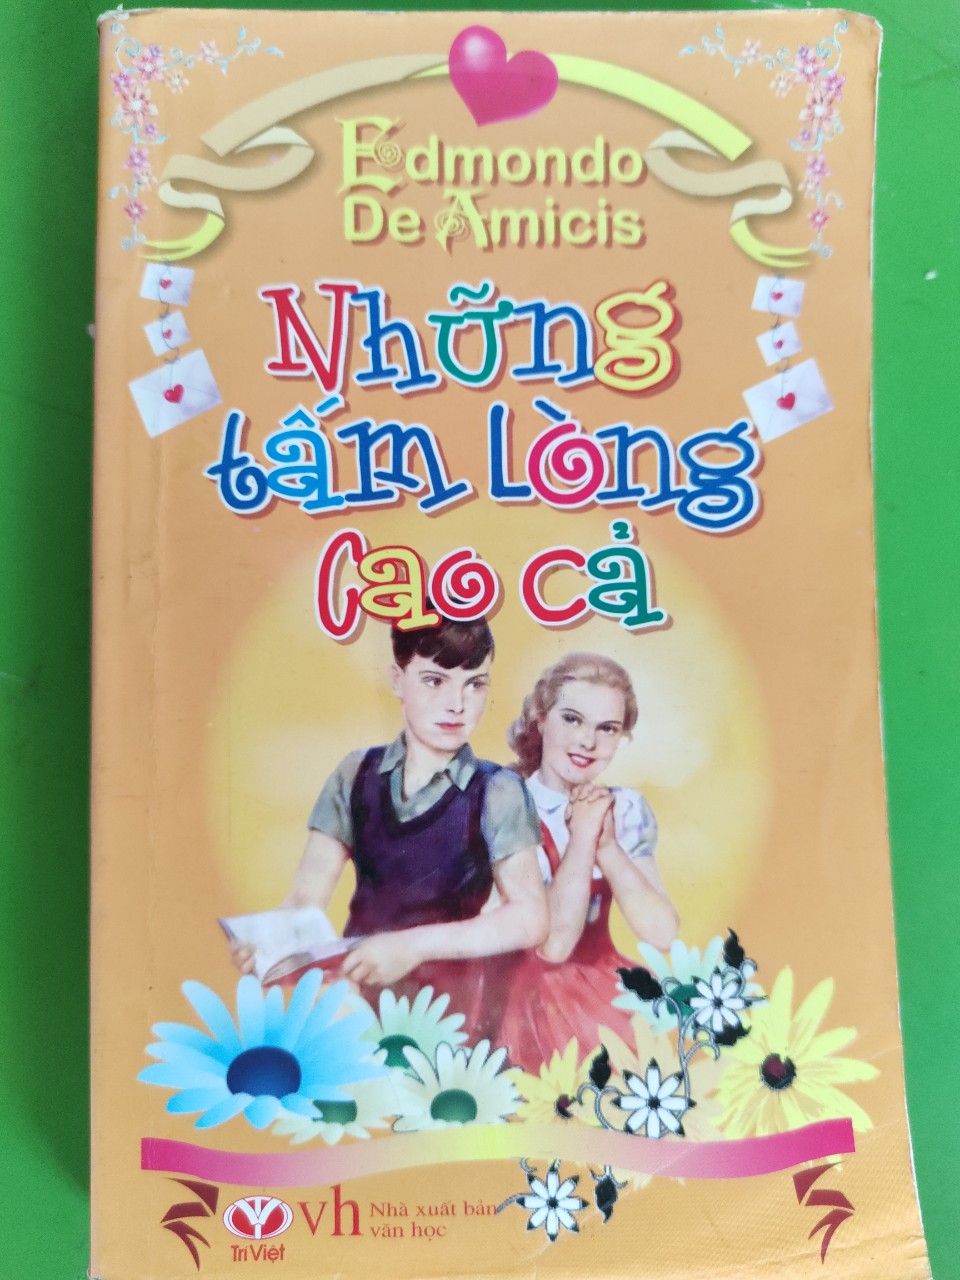 Edmondo
De Amicis
Những
tấm lòng
cao cả
Trí Việt
vh
Nhà xuất bản
văn học